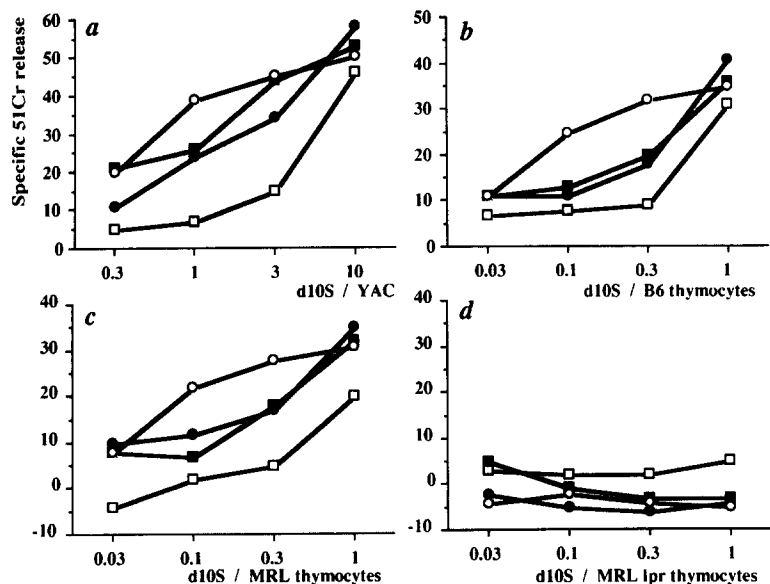 a
60
50
40
30
20
10
0
Specific 51Cr release
0.3 1 3 10
d10S / YAC
b
50
40
30
20
10
0
0.03 0.1 0.3 1
d10S / B6 thymocytes
c
40
30
20
10
0
-10
0.03 0.1 0.3 1
d10S / MRL thymocytes
d
40
30
20
10
0
-10
0.03 0.1 0.3 1
d10S / MRL lpr thymocytes